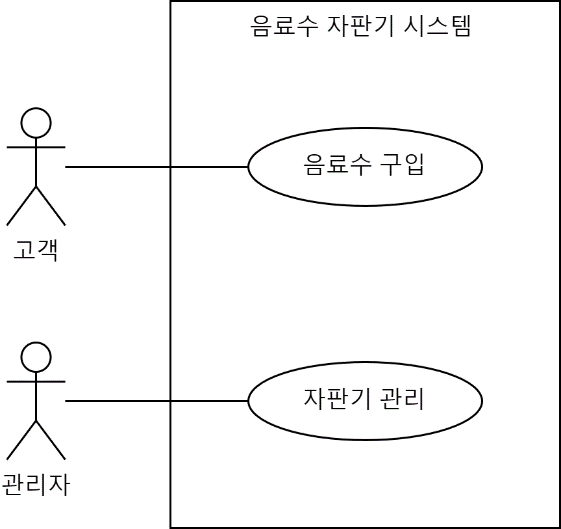 음료수 자판기 시스템
음료수 구입
고객
자판기 관리
관리자